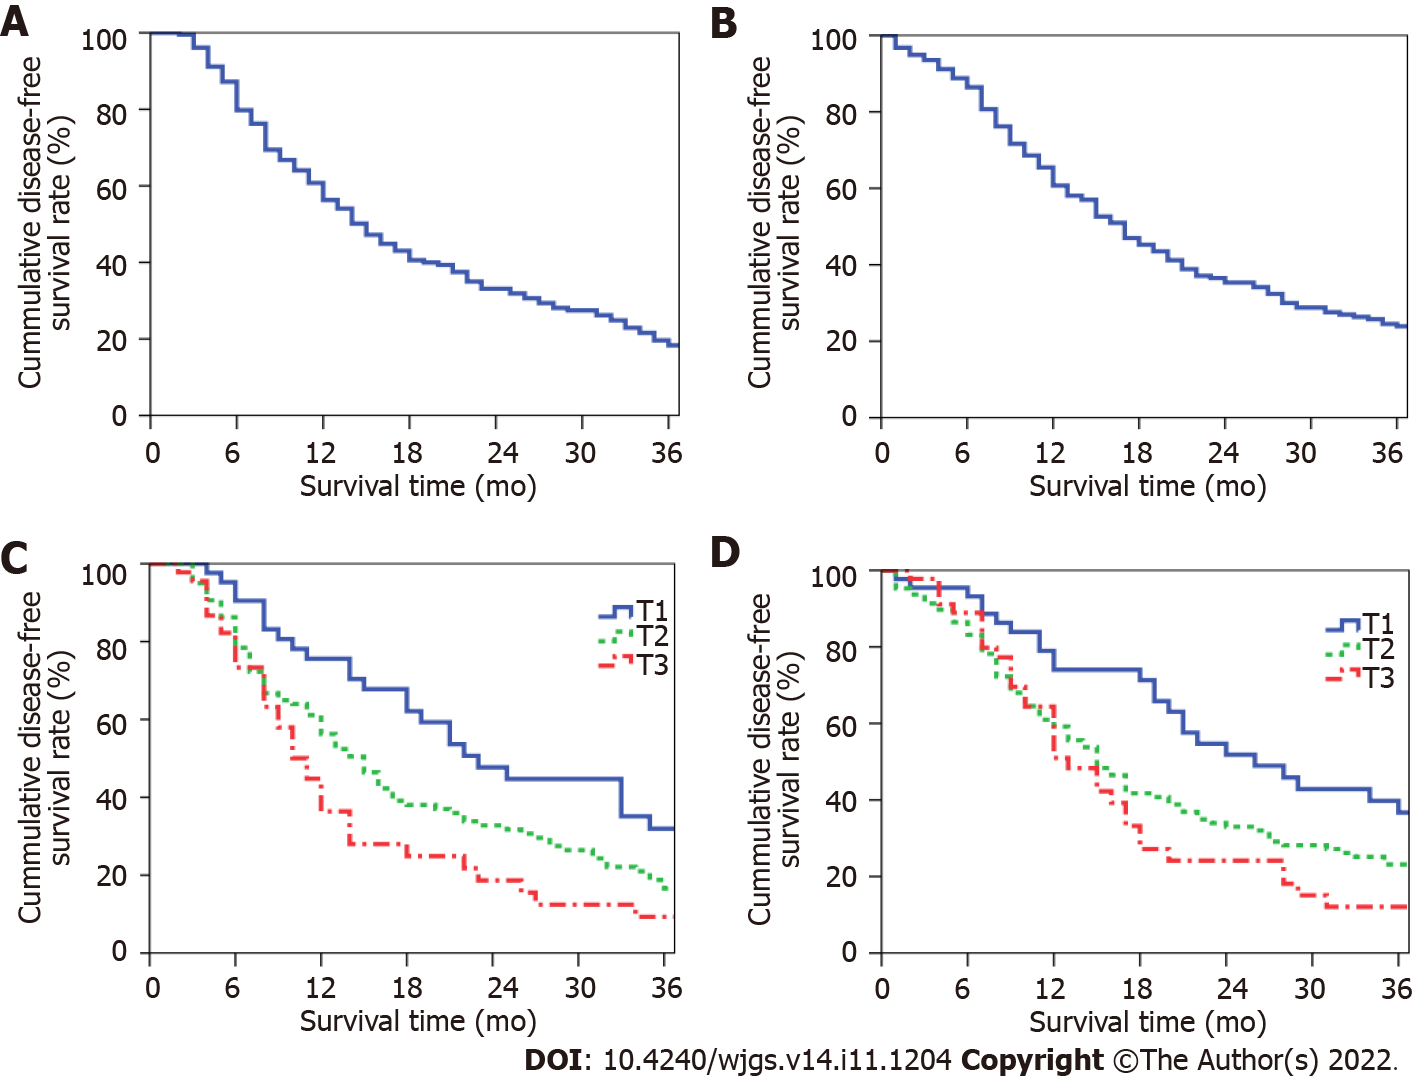 A
Cummulative disease-free
survival rate (%)
100
80
60
40
20
0
0 6 12 18 24 30 36
Survival time (mo)
B
Cummulative disease-free
survival rate (%)
100
80
60
40
20
0
0 6 12 18 24 30 36
Survival time (mo)
C
Cummulative disease-free
survival rate (%)
100
80
60
40
20
0
T1
T2
T3
0 6 12 18 24 30 36
Survival time (mo)
D
Cummulative disease-free
survival rate (%)
100
80
60
40
20
0
T1
T2
T3
0 6 12 18 24 30 36
Survival time (mo)
DOI: 10.4240/wjgs.v14.i11.1204 Copyright ©The Author(s) 2022.